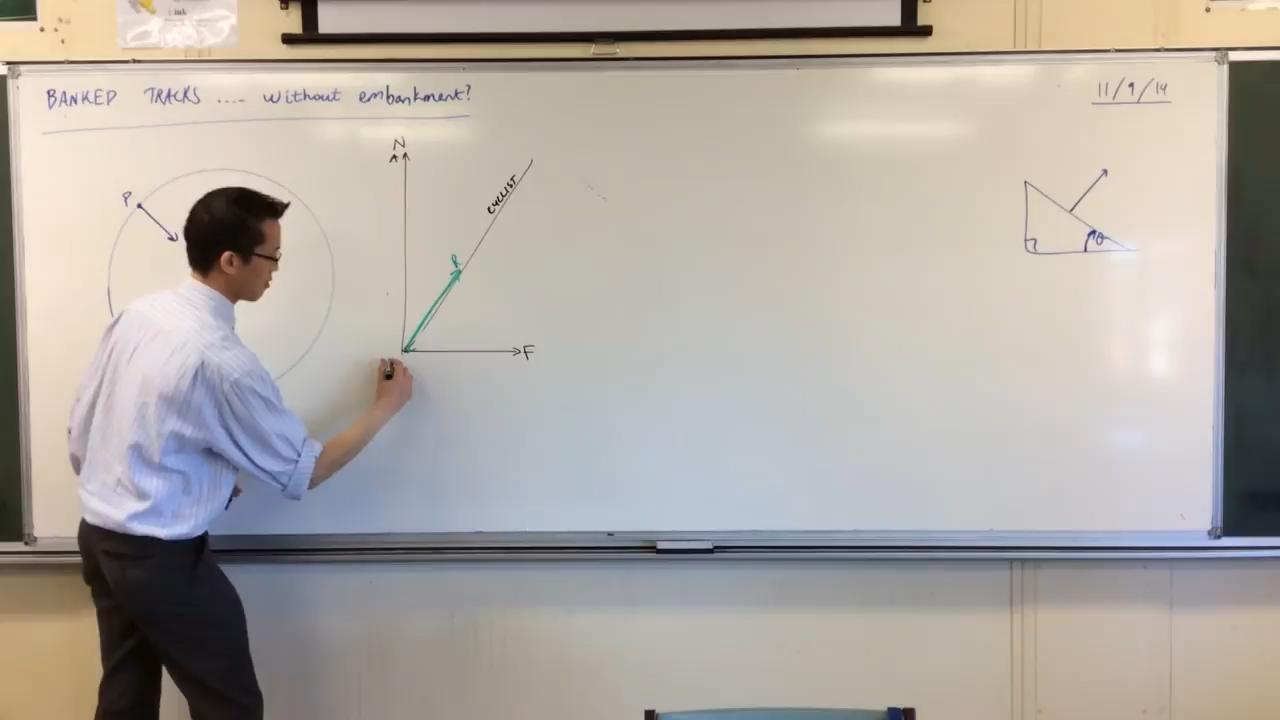 BANKED TRACKS .... without embankment?
11/9/14
N
P
CYCLIST
R
F
θ